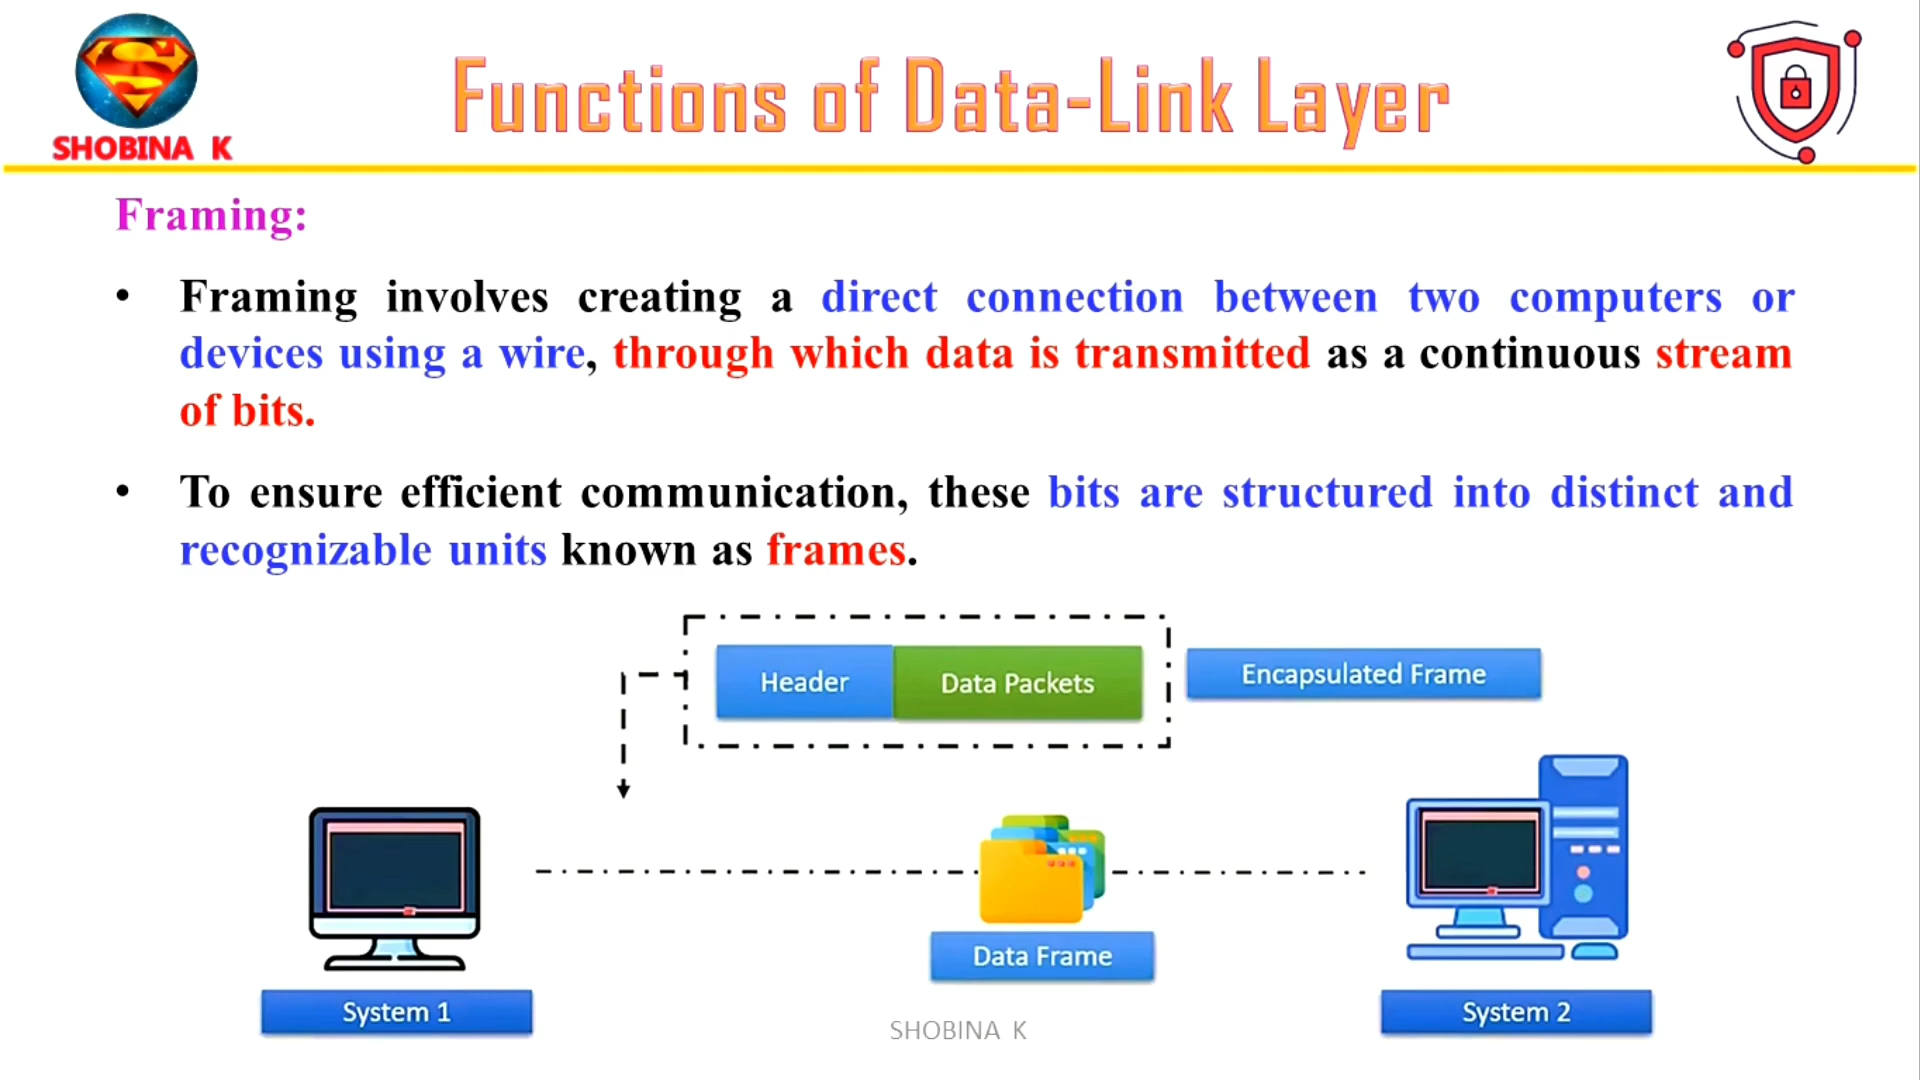 SHOBINA K
Functions of Data-Link Layer
Framing:
• Framing involves creating a direct connection between two computers or
devices using a wire, through which data is transmitted as a continuous stream
of bits.
• To ensure efficient communication, these bits are structured into distinct and
recognizable units known as frames.
Header
Data Packets
Encapsulated Frame
Data Frame
System 1
System 2
SHOBINA K